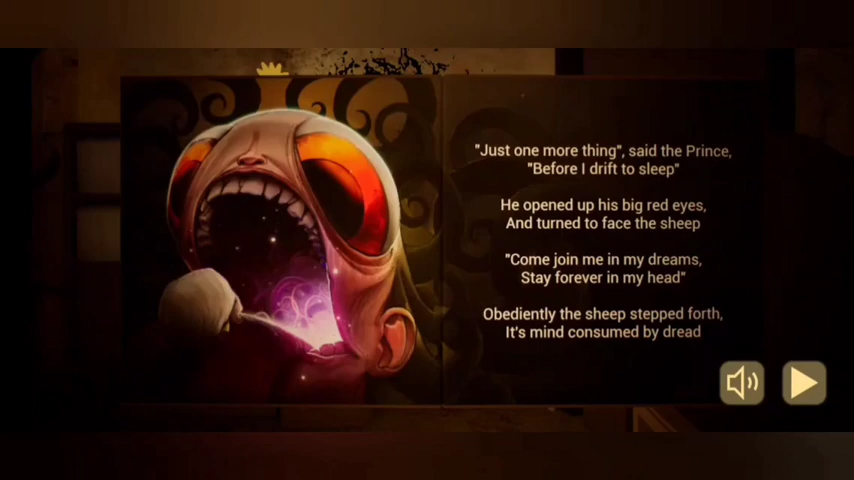 "Just one more thing", said the Prince,
"Before I drift to sleep"
He opened up his big red eyes,
And turned to face the sheep
"Come join me in my dreams,
Stay forever in my head"
Obediently the sheep stepped forth,
It's mind consumed by dread